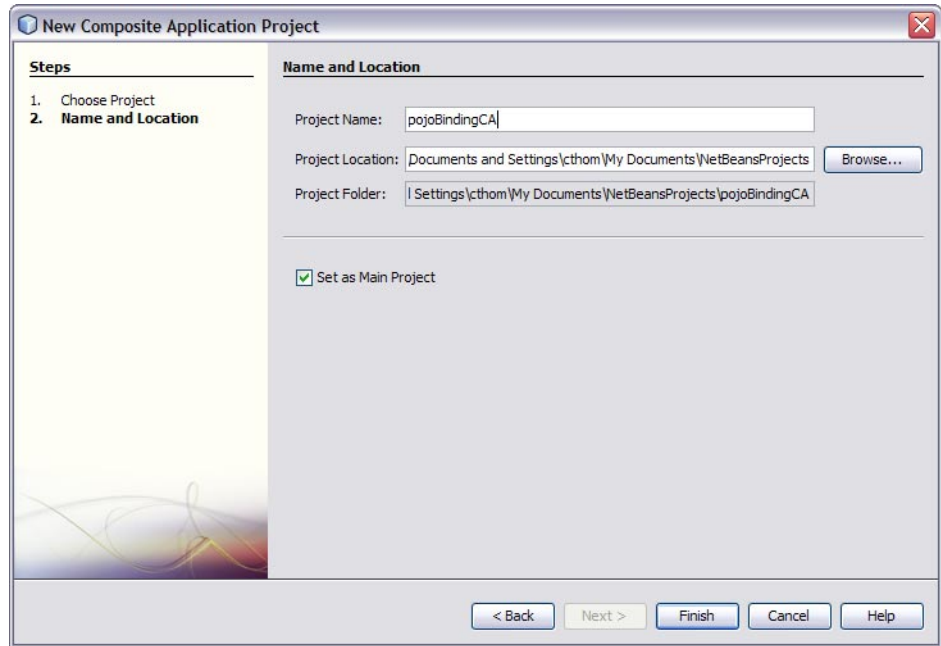 New Composite Application Project
Steps
1. Choose Project
2. Name and Location
Name and Location
Project Name: pojoBindingCA
Project Location: Documents and Settings\cthom\My Documents\NetBeansProjects Browse...
Project Folder: l Settings\cthom\My Documents\NetBeansProjects\pojoBindingCA
Set as Main Project
< Back Next > Finish Cancel Help